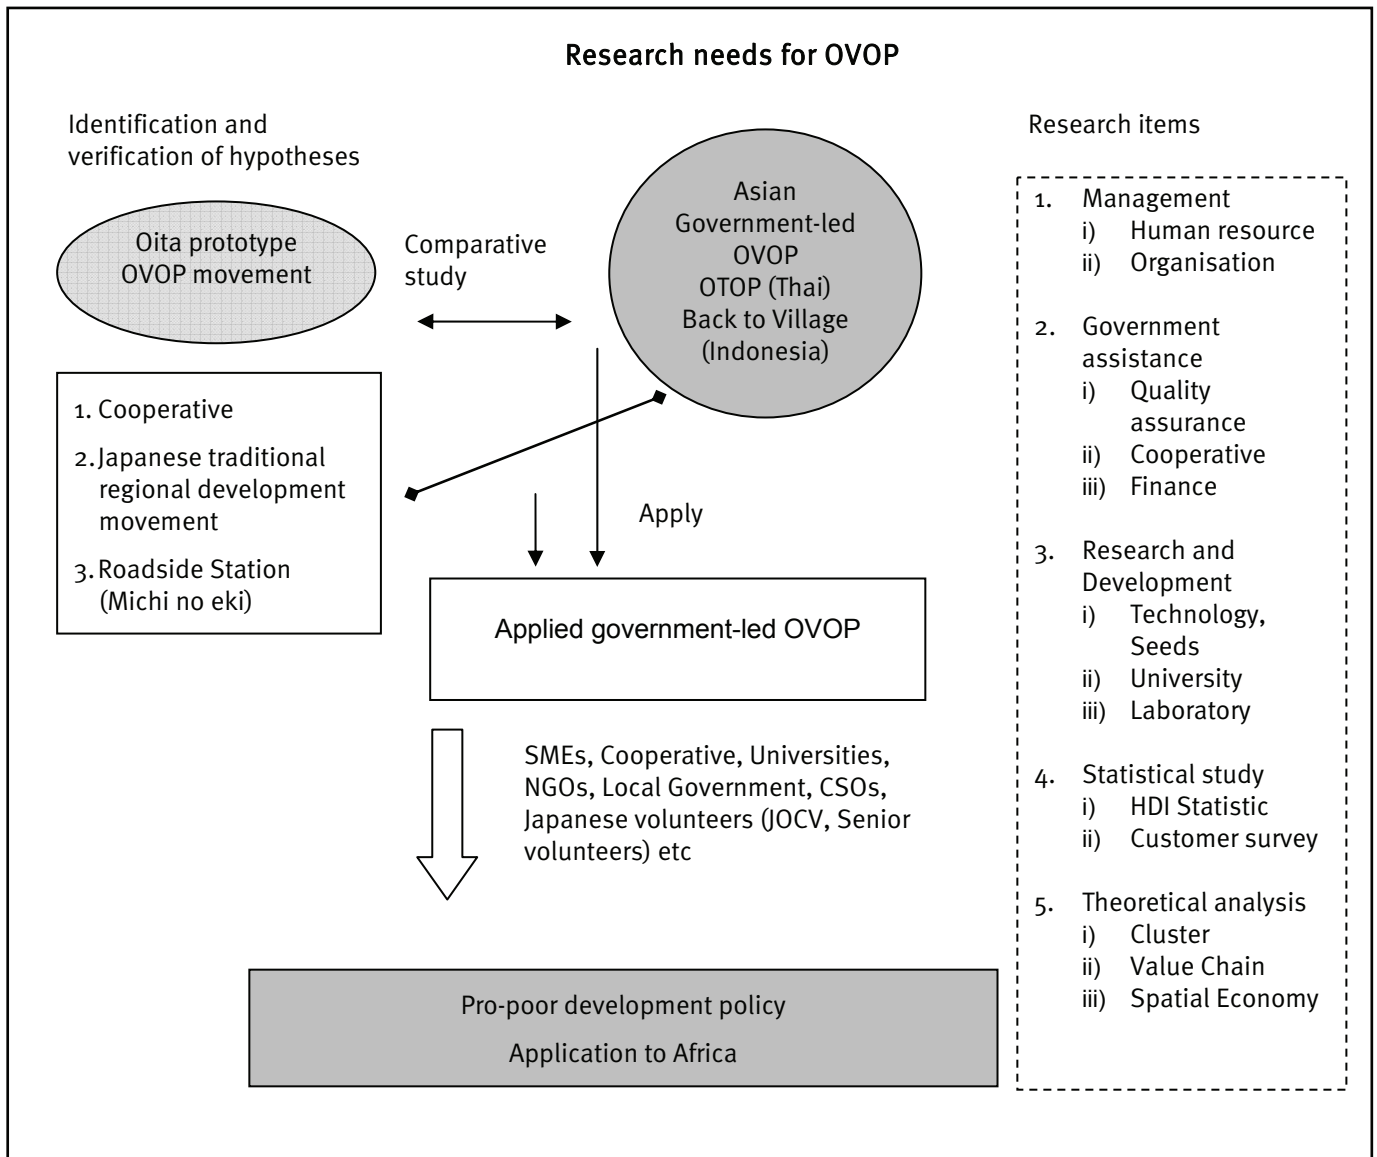 Research needs for OVOP
Identification and
verification of hypotheses
Oita prototype
OVOP movement
Comparative
study
Asian
Government-led
OVOP
OTOP (Thai)
Back to Village
(Indonesia)
1. Cooperative
2.Japanese traditional
regional development
movement
3.Roadside Station
(Michi no eki)
Apply
Applied government-led OVOP
SMEs, Cooperative, Universities,
NGOs, Local Government, CSOs,
Japanese volunteers (JOCV, Senior
volunteers) etc
Pro-poor development policy
Application to Africa
Research items
1. Management
i) Human resource
ii) Organisation
2. Government
assistance
i) Quality
assurance
ii) Cooperative
iii) Finance
3. Research and
Development
i) Technology,
Seeds
ii) University
iii) Laboratory
4. Statistical study
i) HDI Statistic
ii) Customer survey
5. Theoretical analysis
i) Cluster
ii) Value Chain
iii) Spatial Economy